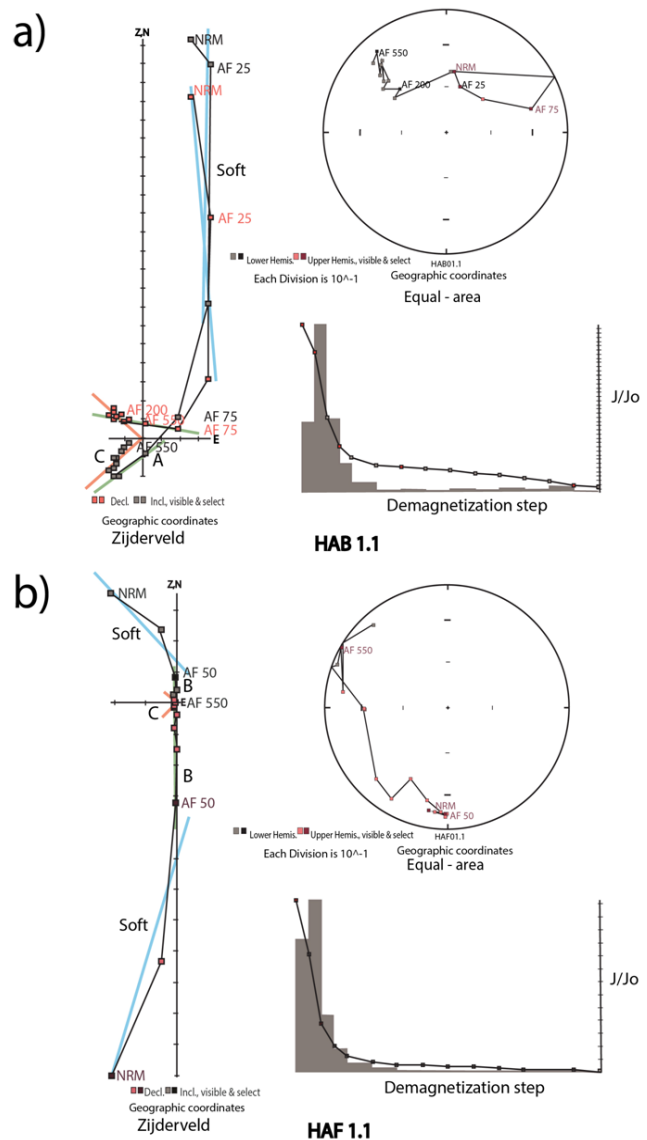 a)
Z,N
NRM
AF 25
NRM
Soft
AF 25
AF 200
AF 550
AF 75
AF 75
AF 550
E
C
A
Decl.
Incl., visible & select
Geographic coordinates
Zijderveld
AF 550
NRM
AF 200
AF 25
AF 75
HAB01.1
Lower Hemis.
Upper Hemis., visible & select
Each Division is 10^-1
Geographic coordinates
Equal - area
J/Jo
Demagnetization step
HAB 1.1
b)
Z,N
NRM
Soft
AF 50
B
E
AF 550
C
B
AF 50
Soft
NRM
Decl.
Incl., visible & select
Geographic coordinates
Zijderveld
AF 550
NRM
AF 50
HAF01.1
Lower Hemis.
Upper Hemis., visible & select
Each Division is 10^-1
Geographic coordinates
Equal - area
J/Jo
Demagnetization step
HAF 1.1